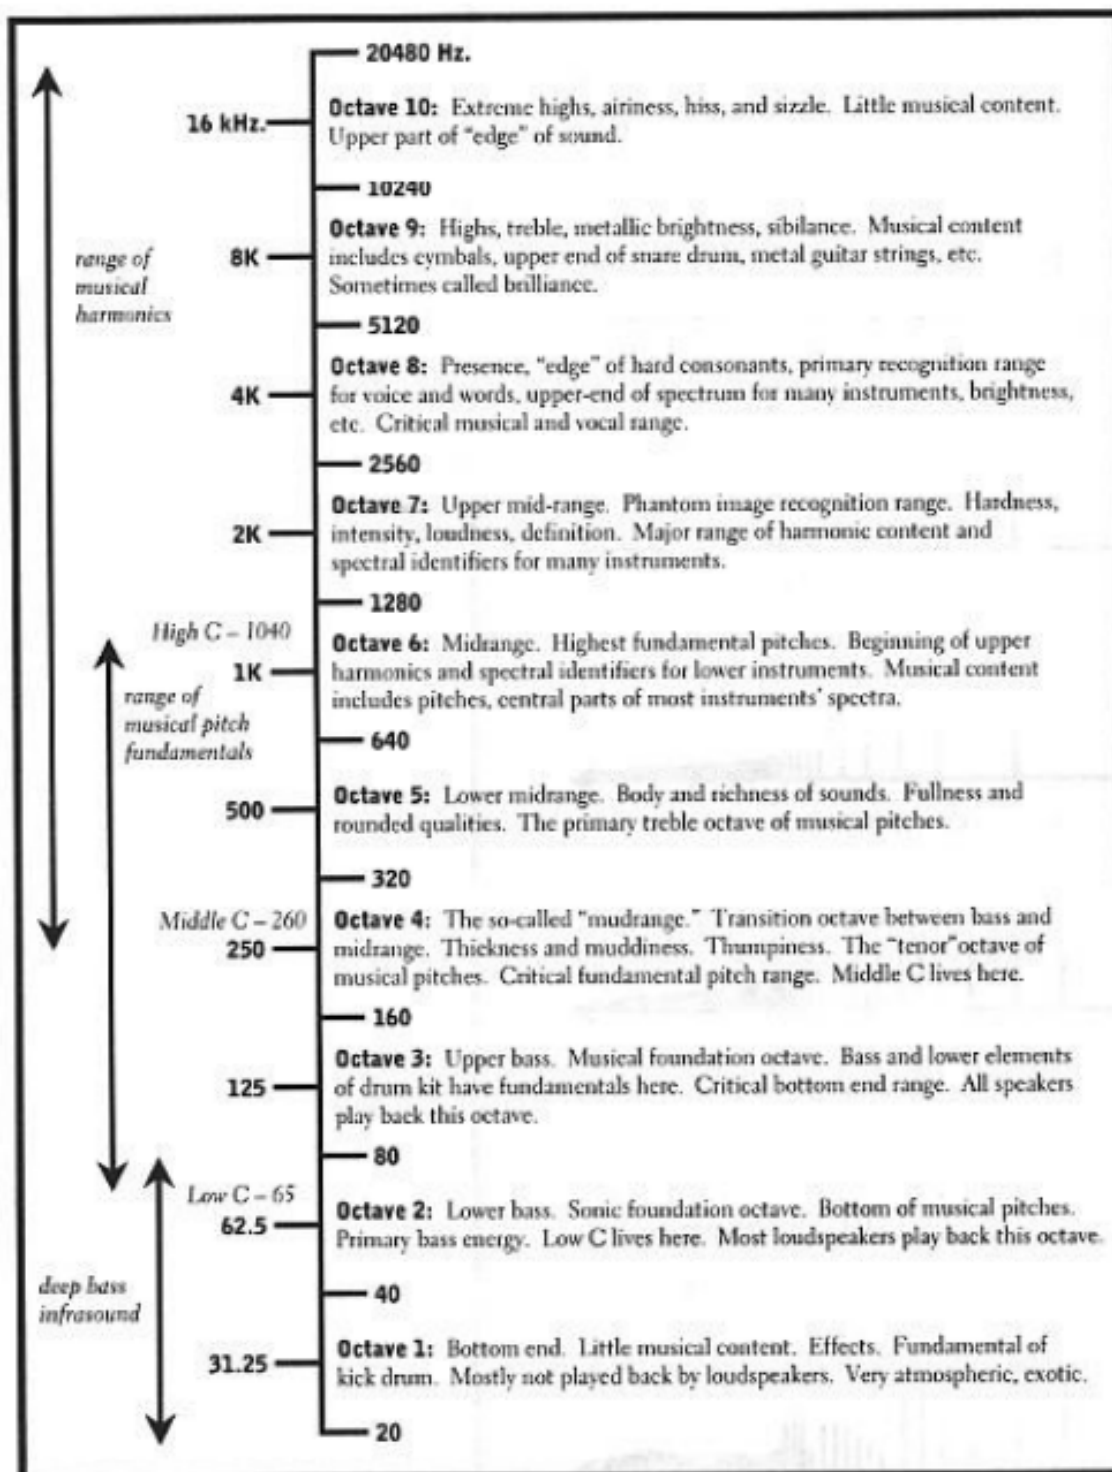 20480 Hz.
Octave 10: Extreme highs, airiness, hiss, and sizzle. Little musical content.
16 kHz.
Upper part of “edge” of sound.
10240
Octave 9: Highs, treble, metallic brightness, sibilance. Musical content
range of
musical
harmonics
8K
includes cymbals, upper end of snare drum, metal guitar strings, etc.
Sometimes called brilliance.
5120
Octave 8: Presence, “edge” of hard consonants, primary recognition range
4K
for voice and words, upper-end of spectrum for many instruments, brightness,
etc. Critical musical and vocal range.
2560
Octave 7: Upper mid-range. Phantom image recognition range. Hardness,
2K
intensity, loudness, definition. Major range of harmonic content and
spectral identifiers for many instruments.
1280
High C – 1040
Octave 6: Midrange. Highest fundamental pitches. Beginning of upper
1K
harmonics and spectral identifiers for lower instruments. Musical content
includes pitches, central parts of most instruments’ spectra.
range of
musical pitch
fundamentals
640
Octave 5: Lower midrange. Body and richness of sounds. Fullness and
500
rounded qualities. The primary treble octave of musical pitches.
320
Middle C – 260
Octave 4: The so-called “mudrange.” Transition octave between bass and
250
midrange. Thickness and muddiness. Thumpiness. The “tenor” octave of
musical pitches. Critical fundamental pitch range. Middle C lives here.
160
Octave 3: Upper bass. Musical foundation octave. Bass and lower elements
125
of drum kit have fundamentals here. Critical bottom end range. All speakers
play back this octave.
80
Low C – 65
Octave 2: Lower bass. Sonic foundation octave. Bottom of musical pitches.
62.5
Primary bass energy. Low C lives here. Most loudspeakers play back this octave.
deep bass
infrasound
40
Octave 1: Bottom end. Little musical content. Effects. Fundamental of
31.25
kick drum. Mostly not played back by loudspeakers. Very atmospheric, exotic.
20